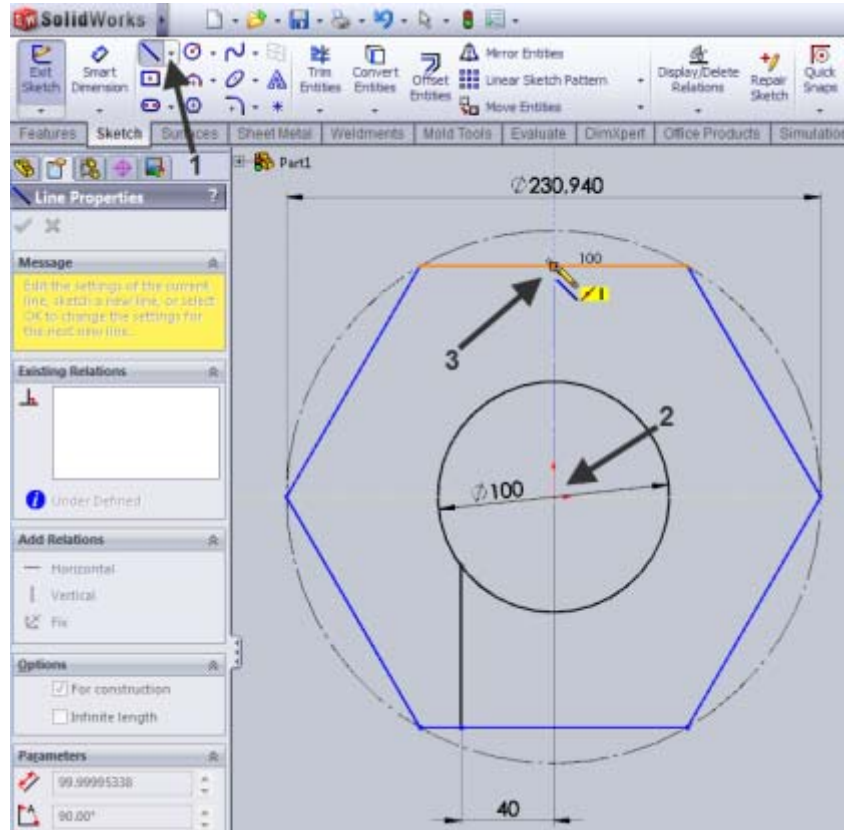 SolidWorks
Exit Sketch
Smart Dimension
Trim Entities
Convert Entities
Offset Entities
Mirror Entities
Linear Sketch Pattern
Move Entities
Display/Delete Relations
Repair Sketch
Quick Snaps
Features Sketch Surfaces Sheet Metal Weldments Mold Tools Evaluate DimXpert Office Products Simulation
1
Part1
Line Properties ?
Ø230.940
Message
Edit the settings of the current line, sketch a new line, or select OK to change the settings for the next new line.
100
3
Existing Relations
2
Ø100
Under Defined
Add Relations
Horizontal
Vertical
Fix
Options
For construction
Infinite length
Parameters
99.99995338
90.00°
40